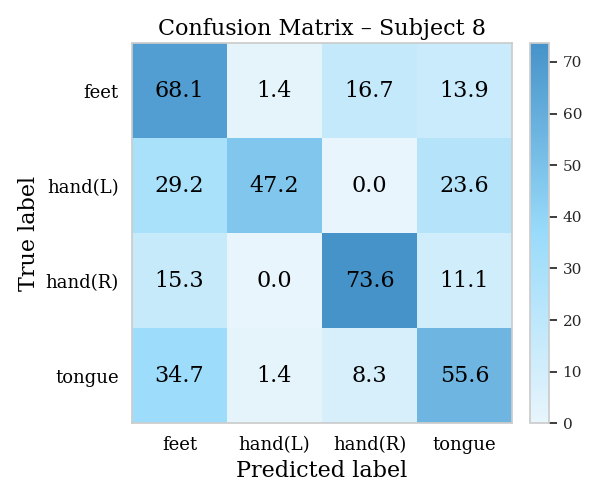 Confusion Matrix – Subject 8
True label
feet 68.1 1.4 16.7 13.9
hand(L) 29.2 47.2 0.0 23.6
hand(R) 15.3 0.0 73.6 11.1
tongue 34.7 1.4 8.3 55.6
feet hand(L) hand(R) tongue
Predicted label
70
60
50
40
30
20
10
0